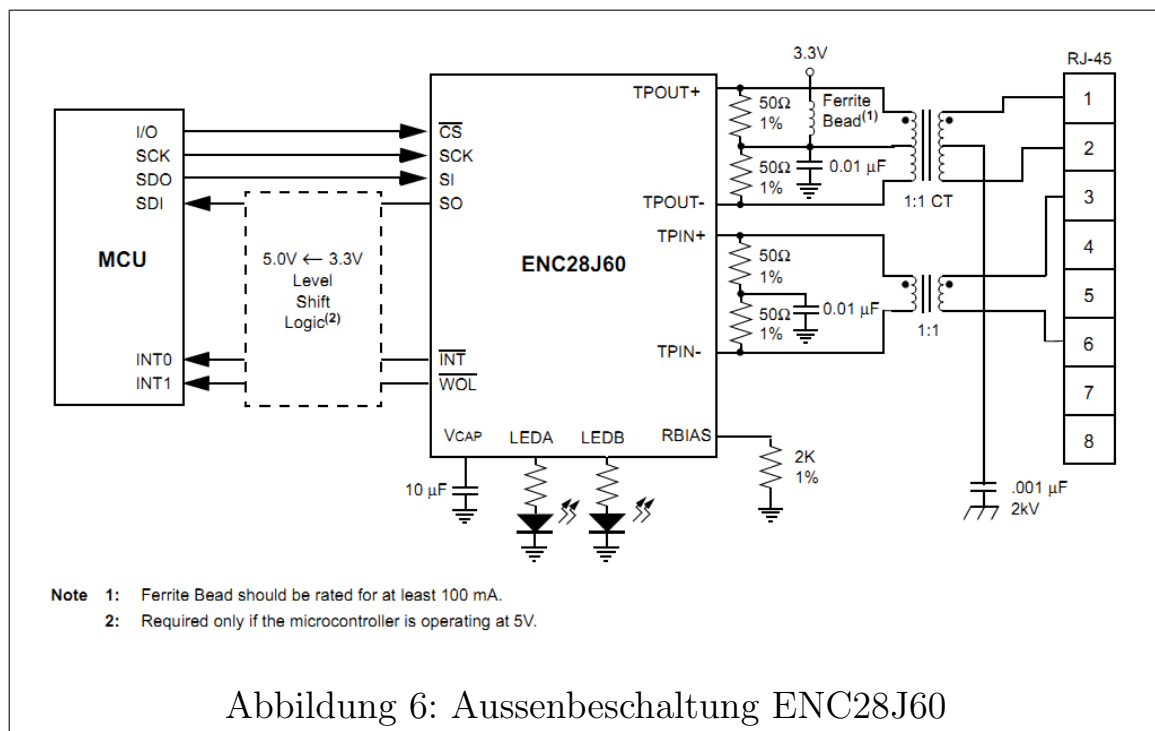 3.3V
RJ-45
MCU
I/O
SCK
SDO
SDI
INT0
INT1
5.0V ← 3.3V
Level
Shift
Logic(2)
ENC28J60
CS
SCK
SI
SO
INT
WOL
VCAP
LEDA
LEDB
RBIAS
TPOUT+
TPOUT-
TPIN+
TPIN-
10 µF
50Ω
1%
50Ω
1%
Ferrite
Bead(1)
0.01 µF
1:1 CT
50Ω
1%
50Ω
1%
0.01 µF
1:1
2K
1%
1
2
3
4
5
6
7
8
.001 µF
2kV
Note 1: Ferrite Bead should be rated for at least 100 mA.
2: Required only if the microcontroller is operating at 5V.
Abbildung 6: Aussenbeschaltung ENC28J60